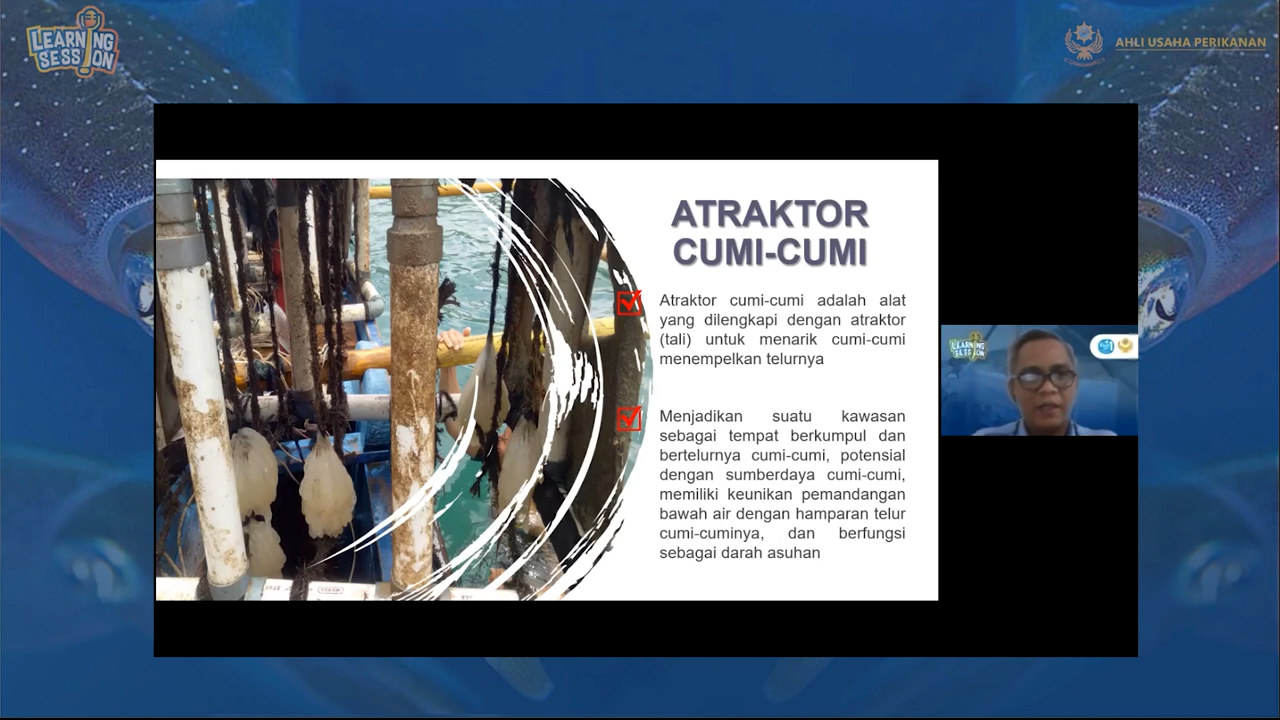 LEARNING
SESSION
AHLI USAHA PERIKANAN
ATRAKTOR
CUMI-CUMI
Atraktor cumi-cumi adalah alat
yang dilengkapi dengan atraktor
(tali) untuk menarik cumi-cumi
menempelkan telurnya
Menjadikan suatu kawasan
sebagai tempat berkumpul dan
bertelurnya cumi-cumi, potensial
dengan sumberdaya cumi-cumi,
memiliki keunikan pemandangan
bawah air dengan hamparan telur
cumi-cuminya, dan berfungsi
sebagai darah asuhan
LEARNING
SESSION